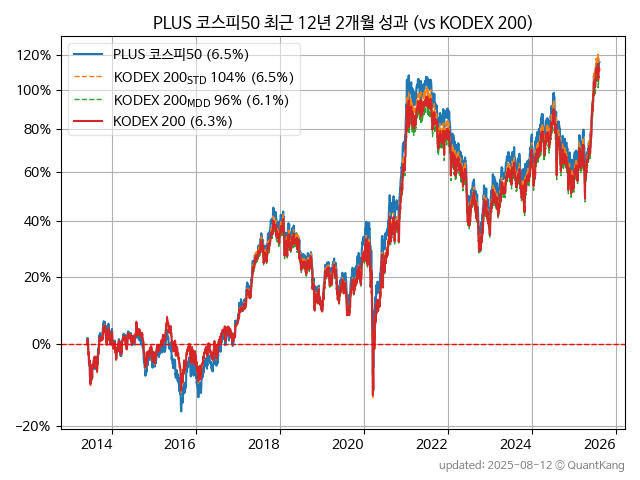 PLUS 코스피50 최근 12년 2개월 성과 (vs KODEX 200)
PLUS 코스피50 (6.5%)
KODEX 200STD 104% (6.5%)
KODEX 200MDD 96% (6.1%)
KODEX 200 (6.3%)
120%
100%
80%
60%
40%
20%
0%
−20%
2014 2016 2018 2020 2022 2024 2026
updated: 2025-08-12 © QuantKang